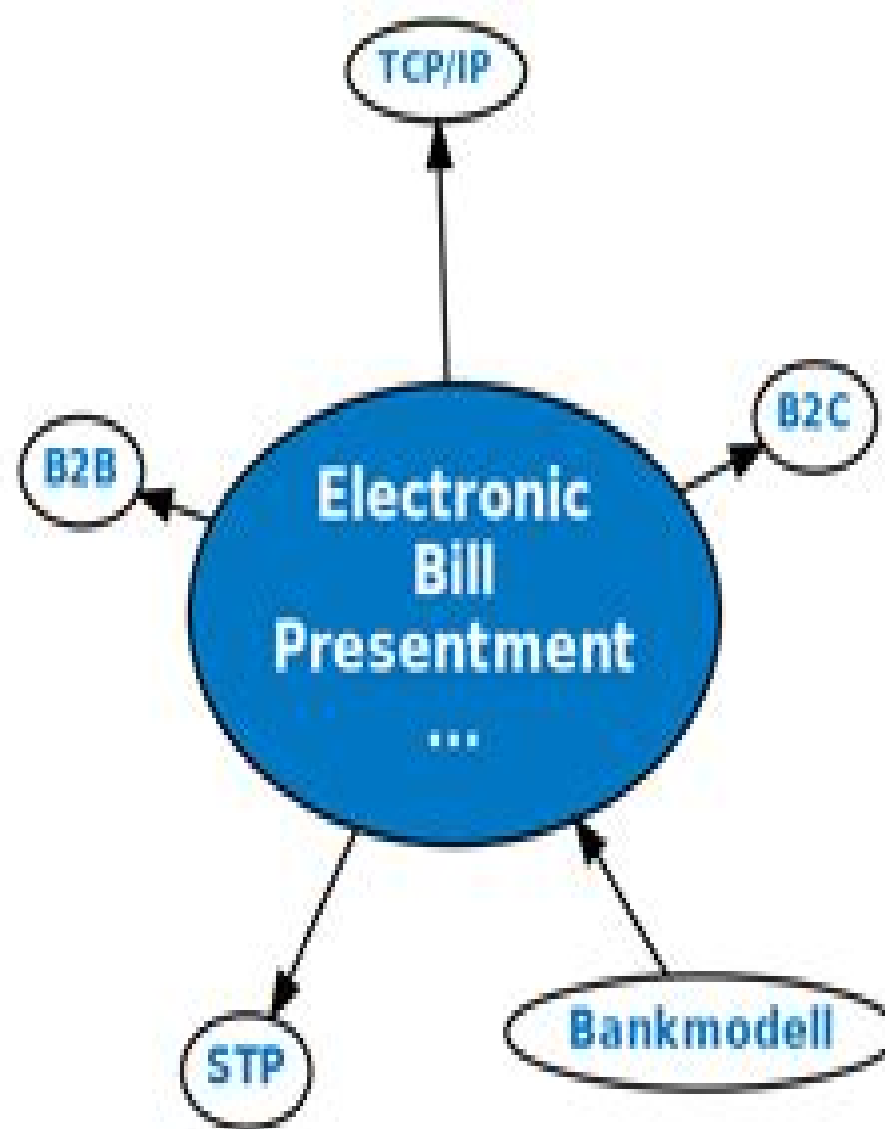 TCP/IP
B2C
B2B
Electronic
Bill
Presentment
...
Bankmodell
STP